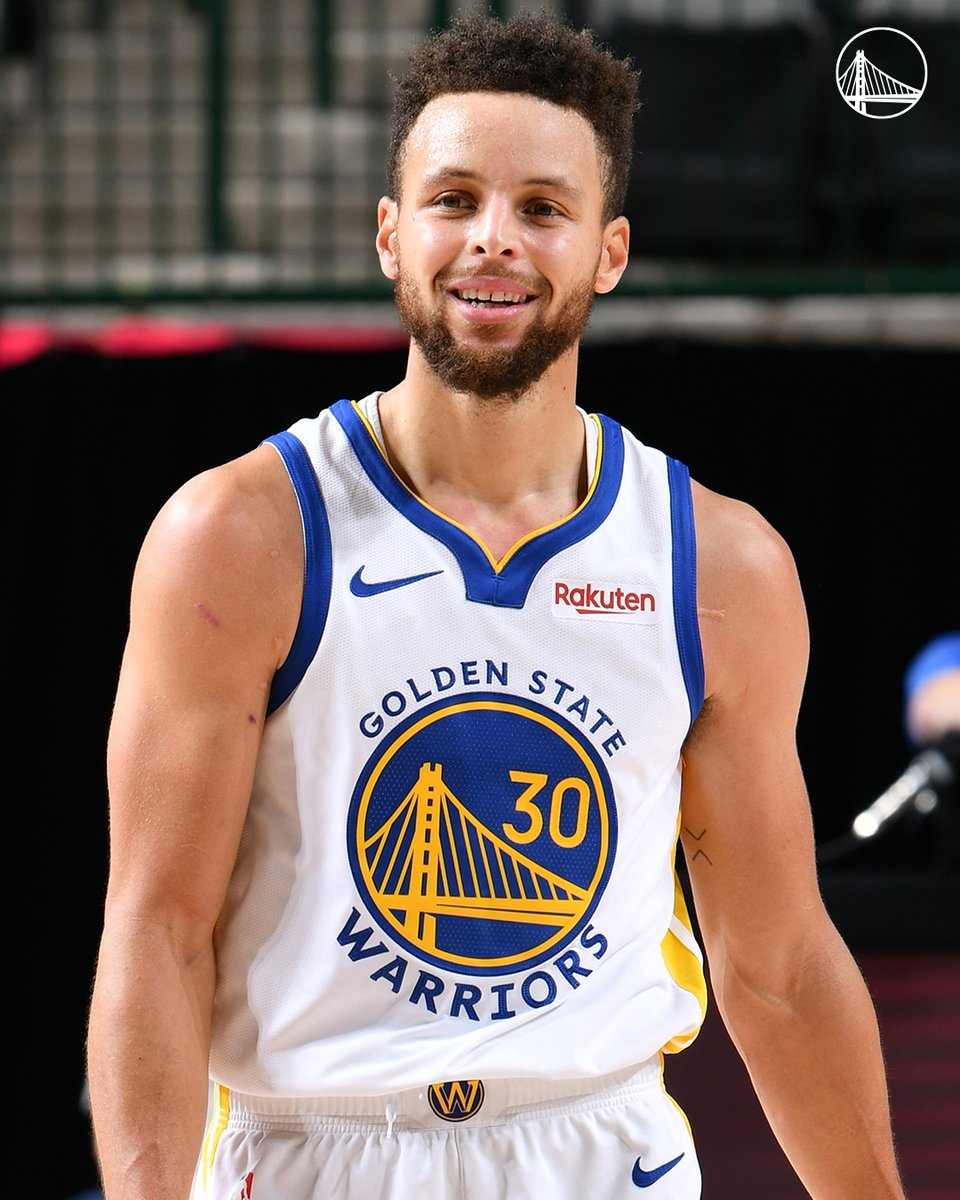 Rakuten
GOLDEN STATE
30
WARRIORS
W